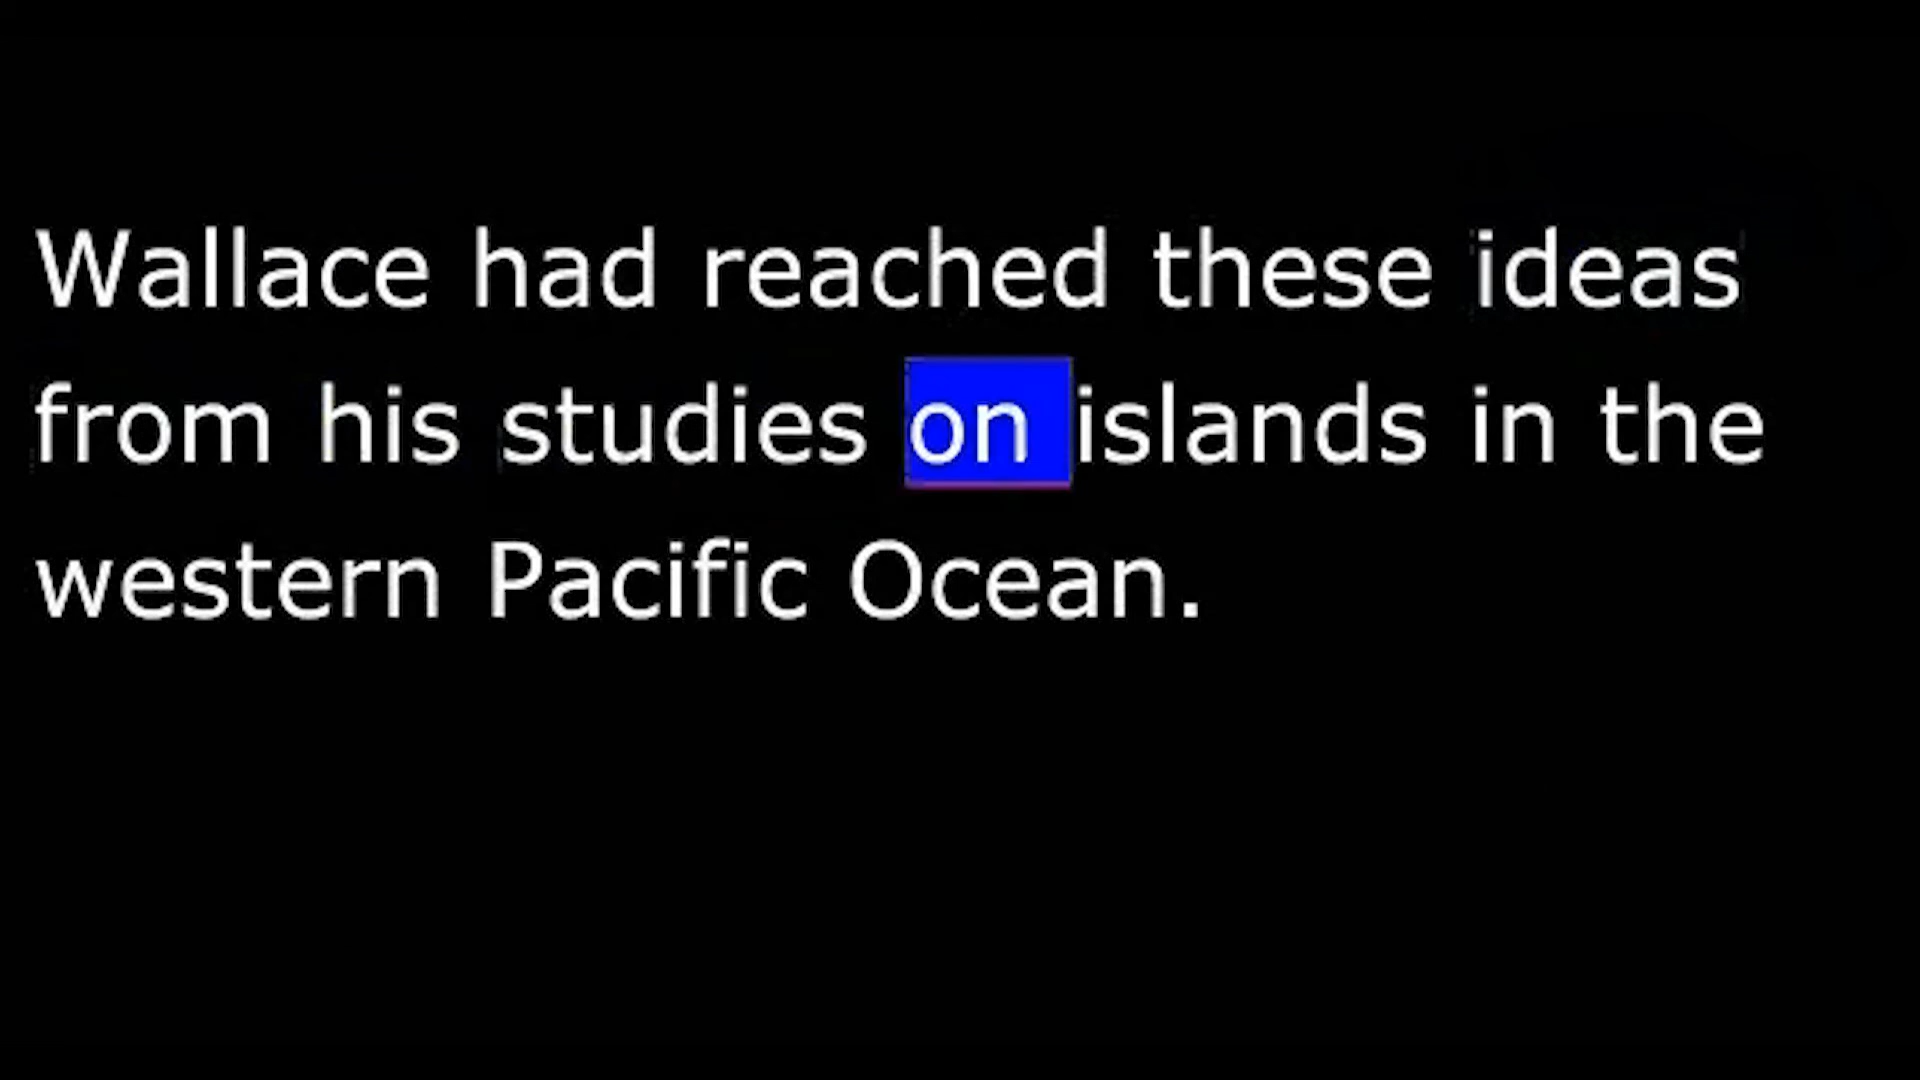 Wallace had reached these ideas
from his studies on islands in the
western Pacific Ocean.